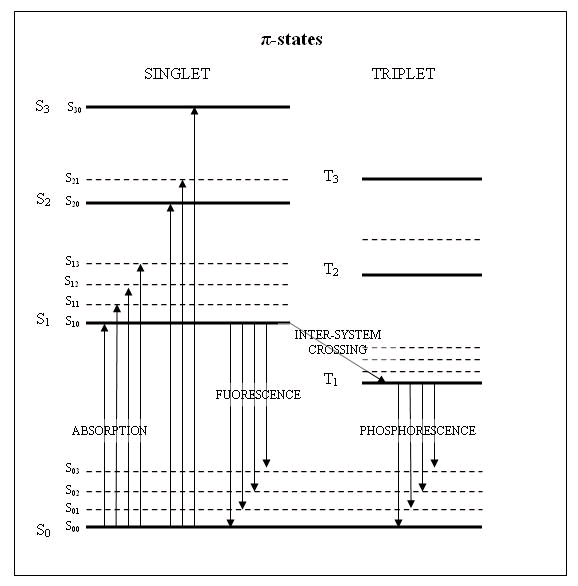 π-states
SINGLET TRIPLET
S3 S30
S21
T3
S2 S20
S13
T2
S12
S11
S1 S10
INTER-SYSTEM
CROSSING
T1
FUORESCENCE
ABSORPTION
PHOSPHORESCENCE
S03
S02
S01
S0 S00